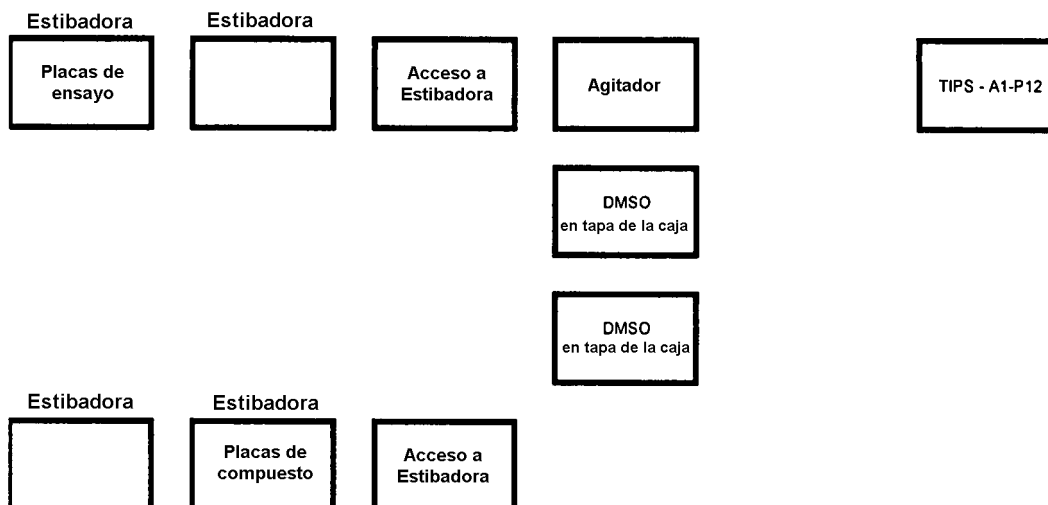 Estibadora
Estibadora
Placas de
ensayo
Acceso a
Estibadora
Agitador
TIPS - A1-P12
DMSO
en tapa de la caja
DMSO
en tapa de la caja
Estibadora
Estibadora
Placas de
compuesto
Acceso a
Estibadora